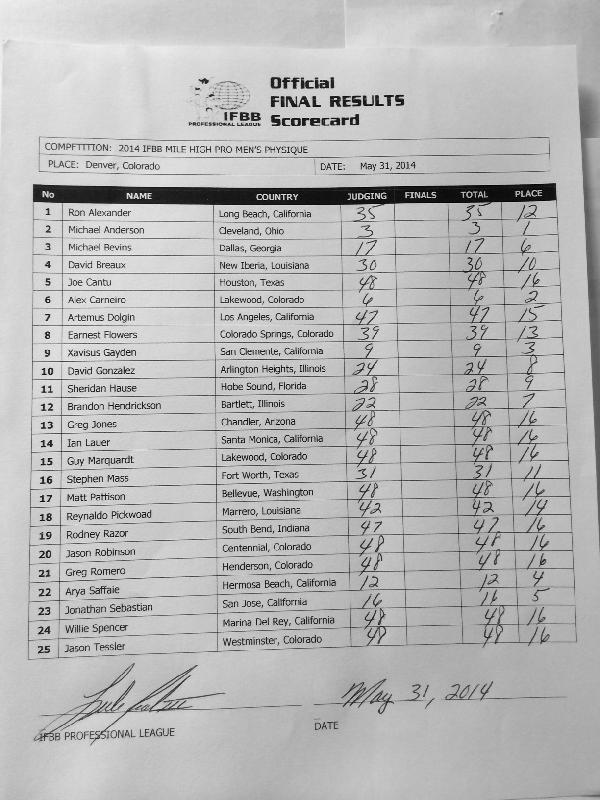 Official
FINAL RESULTS
IFBB Scorecard
PROFESSIONAL LEAGUE
COMPETITION: 2014 IFBB MILE HIGH PRO MEN'S PHYSIQUE
PLACE: Denver, Colorado DATE: May 31, 2014
No NAME COUNTRY JUDGING FINALS TOTAL PLACE
1 Ron Alexander Long Beach, California 35 35 12
2 Michael Anderson Cleveland, Ohio 3 3 1
3 Michael Bevins Dallas, Georgia 17 17 6
4 David Breaux New Iberia, Louisiana 30 30 10
5 Joe Cantu Houston, Texas 48 48 16
6 Alex Carneiro Lakewood, Colorado 6 6 2
7 Artemus Dolgin Los Angeles, California 47 47 15
8 Earnest Flowers Colorado Springs, Colorado 39 39 13
9 Xavisus Gayden San Clemente, California 9 9 3
10 David Gonzalez Arlington Heights, Illinois 24 24 8
11 Sheridan Hause Hobe Sound, Florida 28 28 9
12 Brandon Hendrickson Bartlett, Illinois 22 22 7
13 Greg Jones Chandler, Arizona 48 48 16
14 Ian Lauer Santa Monica, California 48 48 16
15 Guy Marquardt Lakewood, Colorado 48 48 16
16 Stephen Mass Fort Worth, Texas 31 31 11
17 Matt Pattison Bellevue, Washington 48 48 16
18 Reynaldo Pickwoad Marrero, Louisiana 42 42 14
19 Rodney Razor South Bend, Indiana 47 47 16
20 Jason Robinson Centennial, Colorado 48 48 16
21 Greg Romero Henderson, Colorado 48 48 16
22 Arya Saffaie Hermosa Beach, California 12 12 4
23 Jonathan Sebastian San Jose, California 16 16 5
24 Willie Spencer Marina Del Rey, California 48 48 16
25 Jason Tessler Westminster, Colorado 48 48 16
May 31, 2014
IFBB PROFESSIONAL LEAGUE DATE